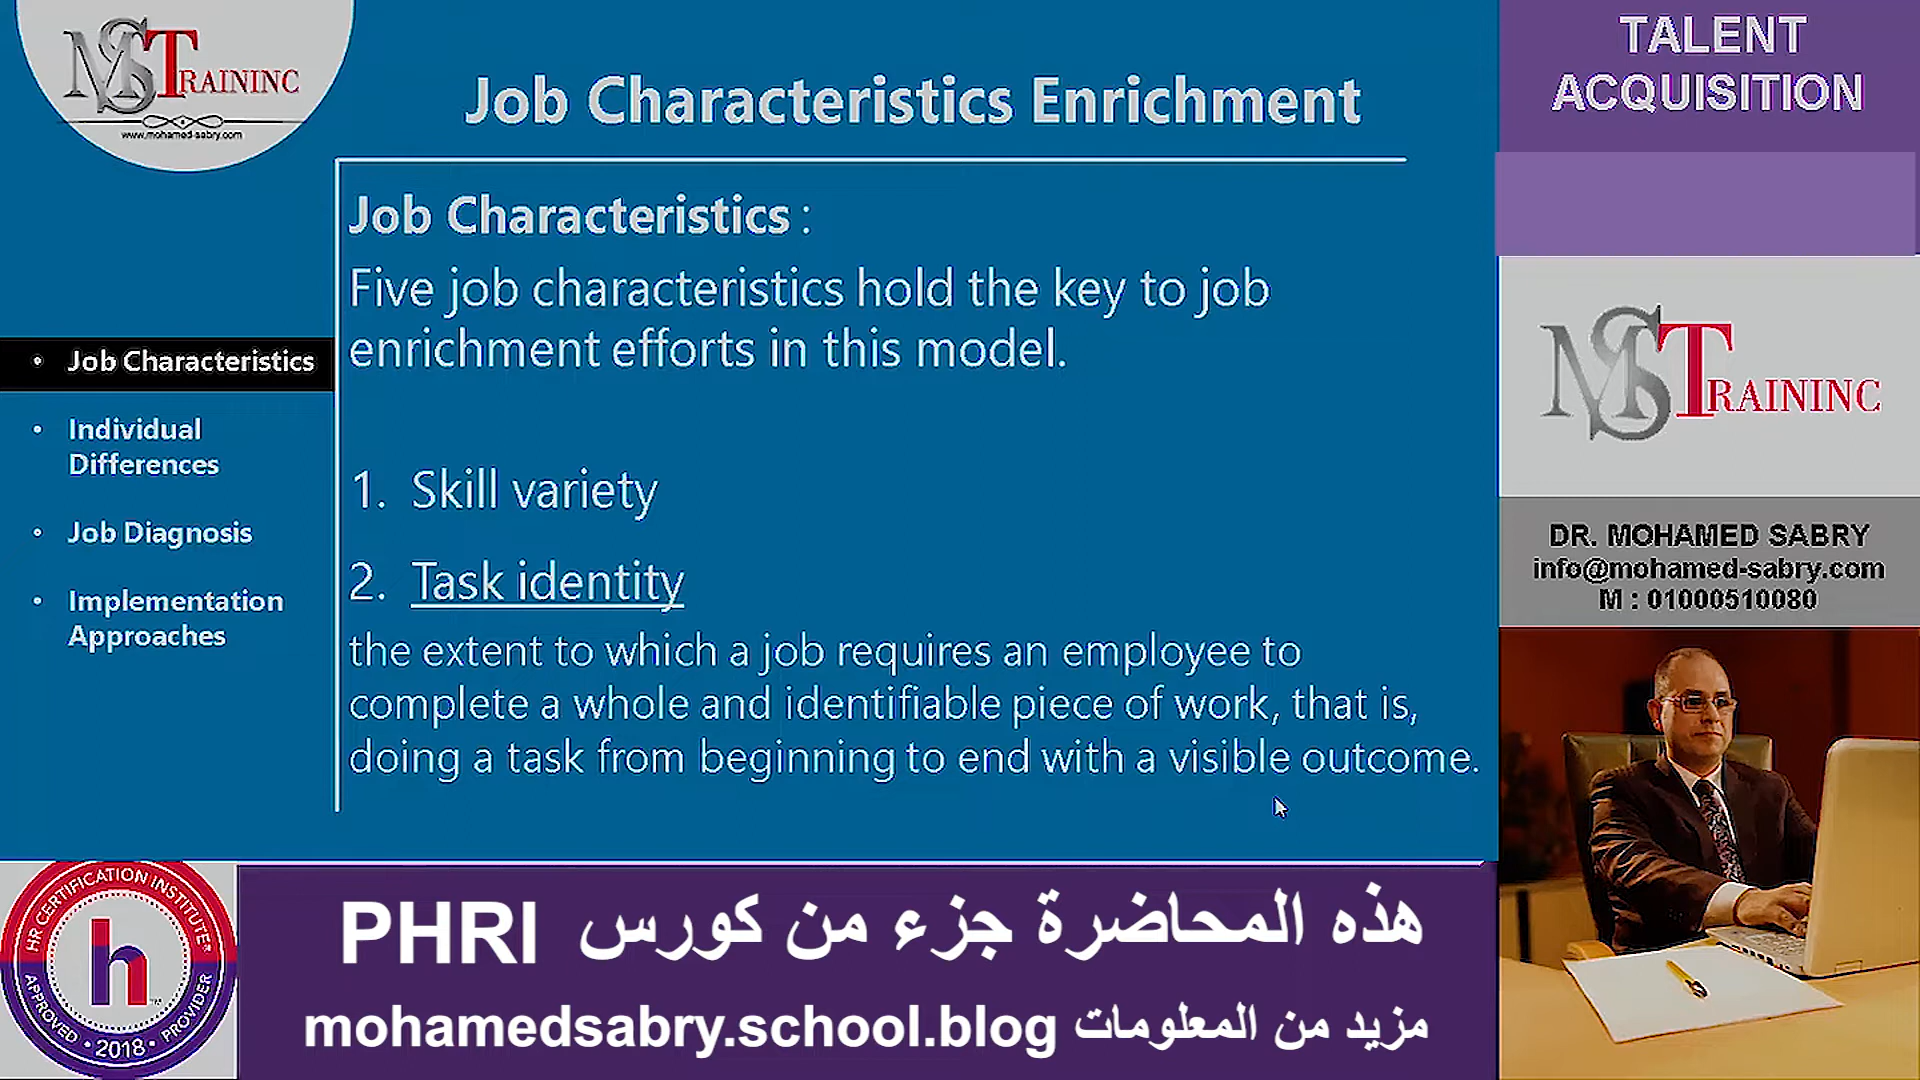 MST RAININC
www.mohamed-sabry.com
Job Characteristics Enrichment
Job Characteristics
Individual
Differences
Job Diagnosis
Implementation
Approaches
Job Characteristics :
Five job characteristics hold the key to job
enrichment efforts in this model.
1. Skill variety
2. Task identity
the extent to which a job requires an employee to
complete a whole and identifiable piece of work, that is,
doing a task from beginning to end with a visible outcome.
TALENT
ACQUISITION
MST RAININC
DR. MOHAMED SABRY
info@mohamed-sabry.com
M : 01000510080
HR CERTIFICATION INSTITUTE
h
APPROVED • 2018 • PROVIDER
هذه المحاضرة جزء من كورس PHRI
مزيد من المعلومات mohamedsabry.school.blog